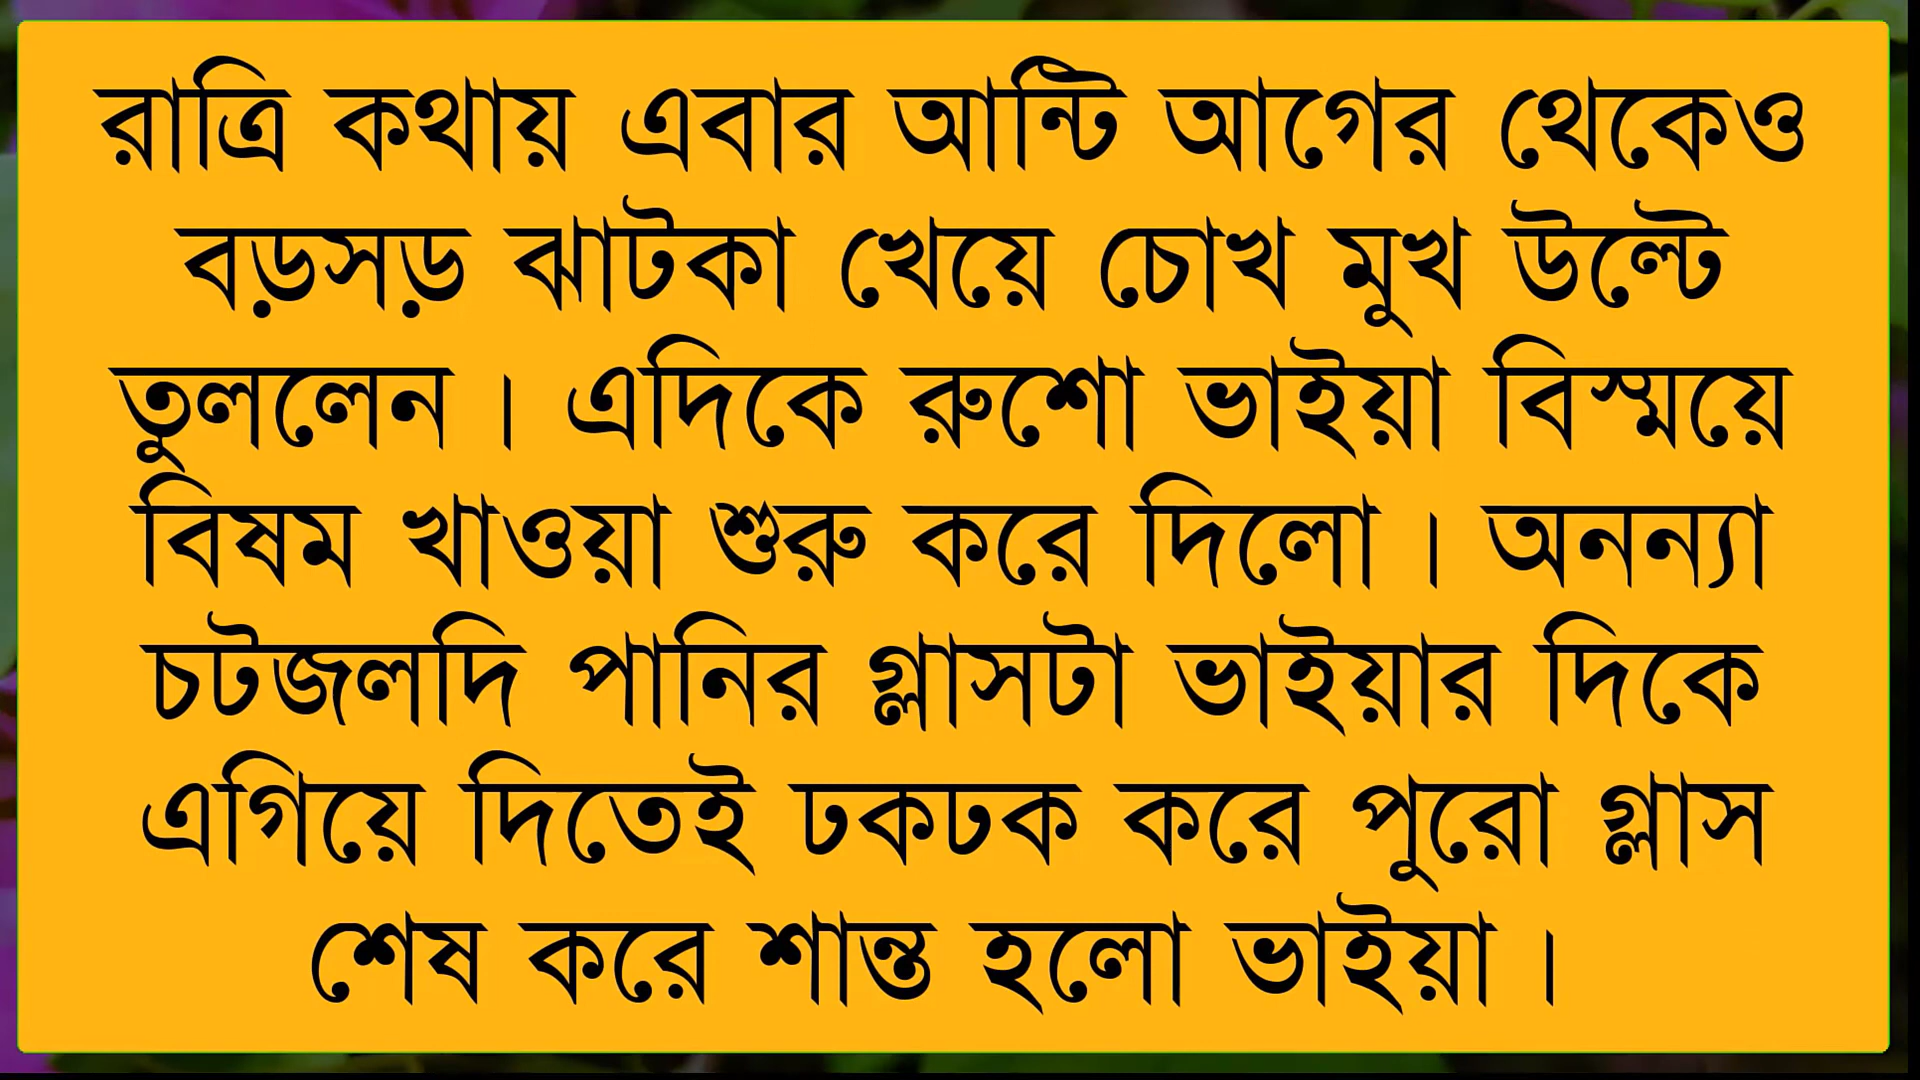 রাত্রি কথায় এবার আন্টি আগের থেকেও
বড়সড় ঝাটকা খেয়ে চোখ মুখ উল্টে
তুললেন । এদিকে রুশো ভাইয়া বিস্ময়ে
বিষম খাওয়া শুরু করে দিলো । অনন্যা
চটজলদি পানির গ্লাসটা ভাইয়ার দিকে
এগিয়ে দিতেই ঢকঢক করে পুরো গ্লাস
শেষ করে শান্ত হলো ভাইয়া ।